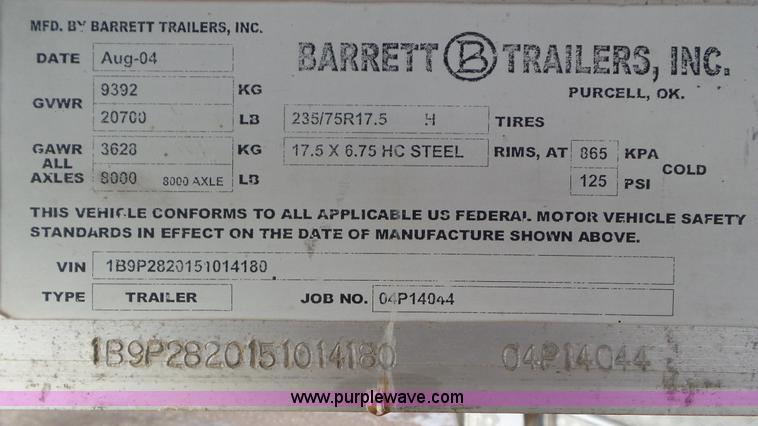 MFD. BY BARRETT TRAILERS, INC.
DATE Aug-04
BARRETT B TRAILERS, INC.
PURCELL, OK.
GVWR 9392 KG
20700 LB
235/75R17.5 H TIRES
GAWR ALL AXLES 3628 KG
8000 8000 AXLE LB
17.5 X 6.75 HC STEEL RIMS, AT 865 KPA
125 PSI COLD
THIS VEHICLE CONFORMS TO ALL APPLICABLE US FEDERAL MOTOR VEHICLE SAFETY
STANDARDS IN EFFECT ON THE DATE OF MANUFACTURE SHOWN ABOVE.
VIN 1B9P2820151014180
TYPE TRAILER JOB NO. 04P14044
1B9P2820151014180 04P14044
www.purplewave.com